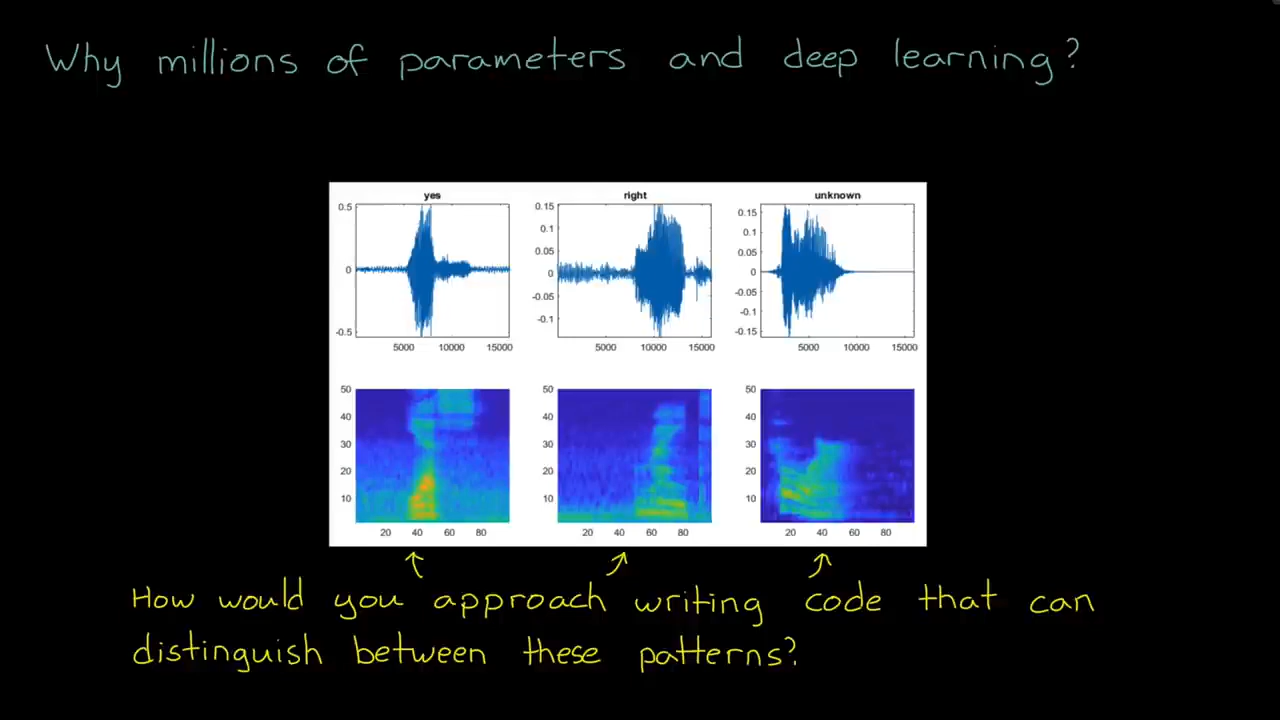 Why millions of parameters and deep learning?
yes right unknown
0.5 0.15 0.15
0.1 0.1
0.05 0.05
0 0 0
-0.05 -0.05
-0.1 -0.1
-0.5 -0.15
5000 10000 15000 5000 10000 15000 5000 10000 15000
50 50 50
40 40 40
30 30 30
20 20 20
10 10 10
20 40 60 80 20 40 60 80 20 40 60 80
How would you approach writing code that can
distinguish between these patterns?